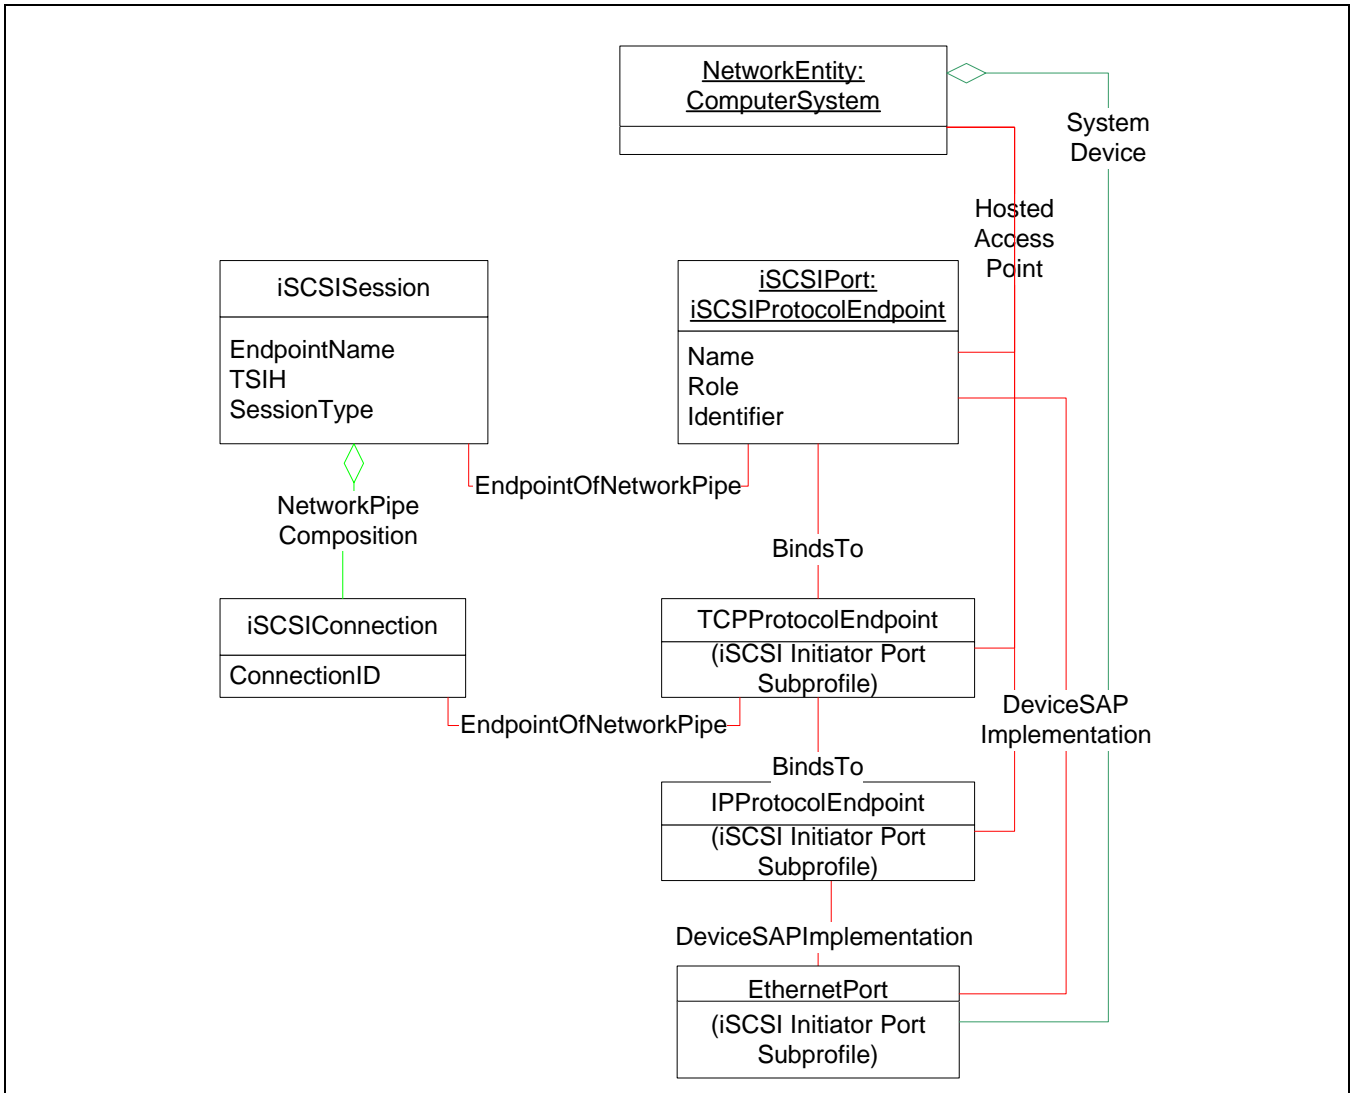 NetworkEntity:
ComputerSystem
System
Device
Hosted
Access
Point
iSCSISession
EndpointName
TSIH
SessionType
iSCSIPort:
iSCSIProtocolEndpoint
Name
Role
Identifier
EndpointOfNetworkPipe
NetworkPipe
Composition
BindsTo
iSCSIConnection
ConnectionID
TCPProtocolEndpoint
(iSCSI Initiator Port
Subprofile)
EndpointOfNetworkPipe
DeviceSAP
Implementation
BindsTo
IPProtocolEndpoint
(iSCSI Initiator Port
Subprofile)
DeviceSAPImplementation
EthernetPort
(iSCSI Initiator Port
Subprofile)